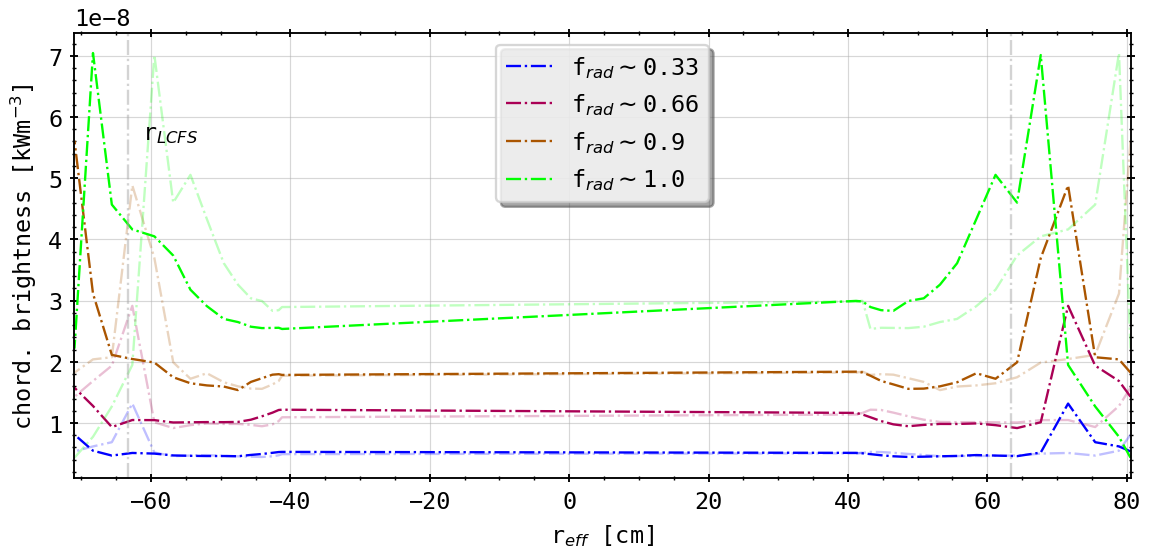 1e−8
7
6
5
4
3
2
1
chord. brightness [kWm⁻³]
r_LCFS
f_rad ∼ 0.33
f_rad ∼ 0.66
f_rad ∼ 0.9
f_rad ∼ 1.0
−60 −40 −20 0 20 40 60 80
r_eff [cm]